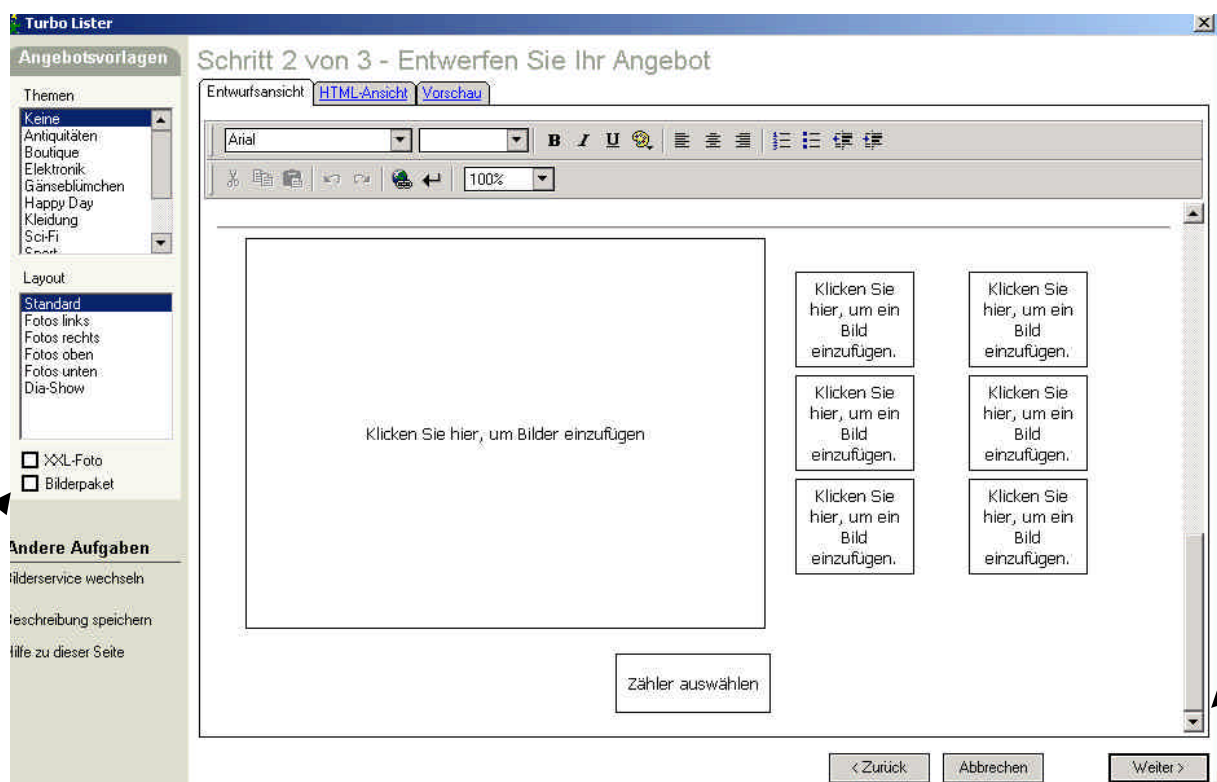 Turbo Lister
Angebotsvorlagen
Themen
Keine
Antiquitäten
Boutique
Elektronik
Gänseblümchen
Happy Day
Kleidung
Sci-Fi
Sport
Layout
Standard
Fotos links
Fotos rechts
Fotos oben
Fotos unten
Dia-Show
XXL-Foto
Bilderpaket
Andere Aufgaben
ilderservice wechseln
eschreibung speichern
ilfe zu dieser Seite
Schritt 2 von 3 - Entwerfen Sie Ihr Angebot
Entwurfsansicht HTML-Ansicht Vorschau
Arial B I U
100%
Klicken Sie hier, um Bilder einzufügen
Klicken Sie
hier, um ein
Bild
einzufügen.
Klicken Sie
hier, um ein
Bild
einzufügen.
Klicken Sie
hier, um ein
Bild
einzufügen.
Klicken Sie
hier, um ein
Bild
einzufügen.
Klicken Sie
hier, um ein
Bild
einzufügen.
Klicken Sie
hier, um ein
Bild
einzufügen.
Zähler auswählen
< Zurück Abbrechen Weiter >